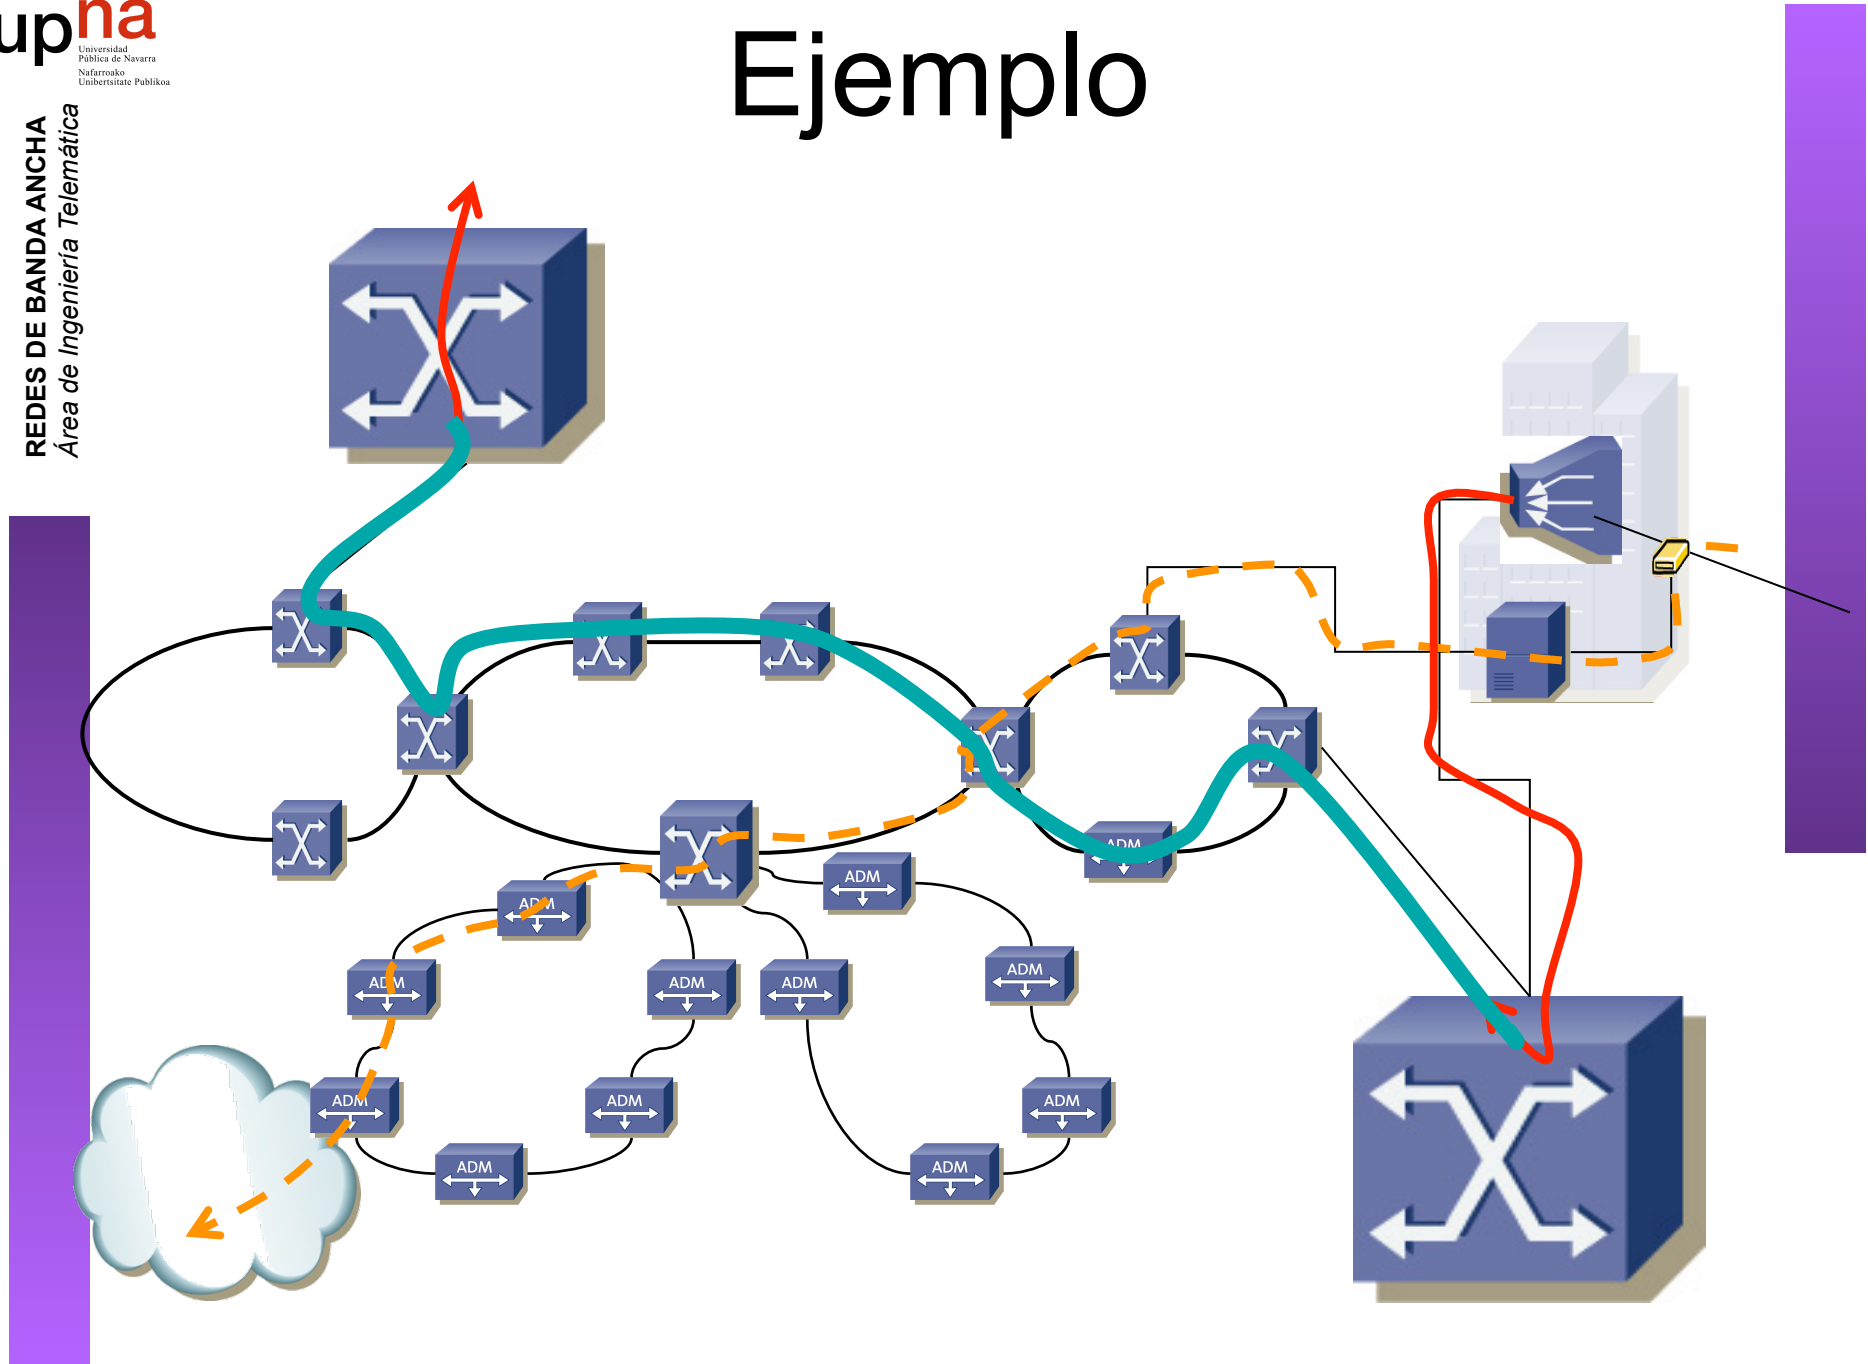 upna
Universidad
Pública de Navarra
Nafarroako
Unibertsitate Publikoa
REDES DE BANDA ANCHA
Área de Ingeniería Telemática
Ejemplo
ADM
ADM
ADM
ADM
ADM
ADM
ADM
ADM
ADM
ADM
ADM
ADM